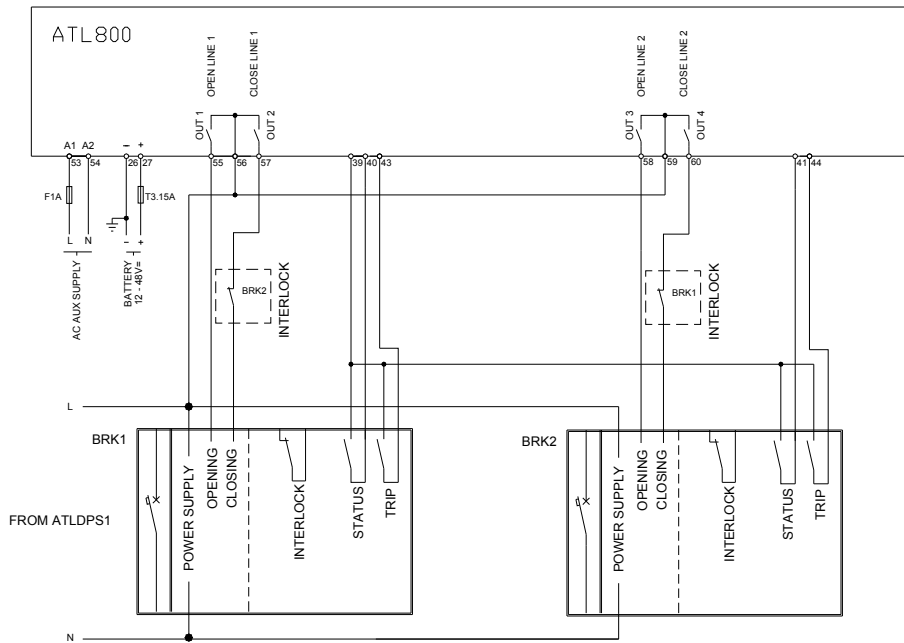 ATL800
OPEN LINE 1
CLOSE LINE 1
OPEN LINE 2
CLOSE LINE 2
OUT 1
OUT 2
OUT 3
OUT 4
A1 A2 - +
53 54 26 27 55 56 57 39 40 43 58 59 60 41 44
F1A
T3.15A
L N - +
AC AUX SUPPLY
BATTERY
12 - 48V=
BRK2
INTERLOCK
BRK1
INTERLOCK
L
BRK1
BRK2
FROM ATLDPS1
POWER SUPPLY
OPENING
CLOSING
INTERLOCK
STATUS
TRIP
POWER SUPPLY
OPENING
CLOSING
INTERLOCK
STATUS
TRIP
N